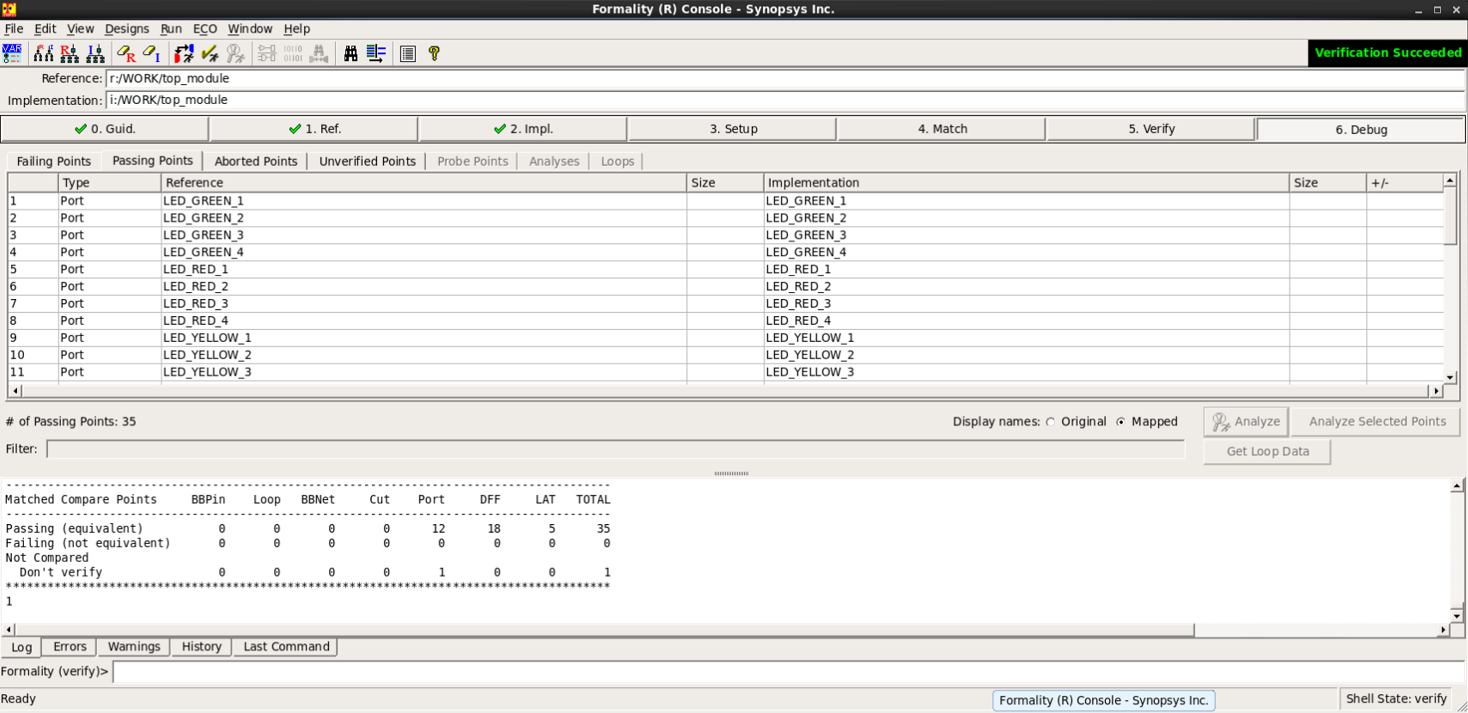 Formality (R) Console - Synopsys Inc.
File Edit View Designs Run ECO Window Help
VAR R I R I 0101 01101 ? Verification Succeeded
Reference: r:/WORK/top_module
Implementation: i:/WORK/top_module
0. Guid. 1. Ref. 2. Impl. 3. Setup 4. Match 5. Verify 6. Debug
Failing Points Passing Points Aborted Points Unverified Points Probe Points Analyses Loops
Type Reference Size Implementation Size +/-
1 Port LED_GREEN_1 LED_GREEN_1
2 Port LED_GREEN_2 LED_GREEN_2
3 Port LED_GREEN_3 LED_GREEN_3
4 Port LED_GREEN_4 LED_GREEN_4
5 Port LED_RED_1 LED_RED_1
6 Port LED_RED_2 LED_RED_2
7 Port LED_RED_3 LED_RED_3
8 Port LED_RED_4 LED_RED_4
9 Port LED_YELLOW_1 LED_YELLOW_1
10 Port LED_YELLOW_2 LED_YELLOW_2
11 Port LED_YELLOW_3 LED_YELLOW_3
# of Passing Points: 35 Display names: Original Mapped Analyze Analyze Selected Points
Filter: Get Loop Data
--------------------------------------------------------------------------------
Matched Compare Points BBPin Loop BBNet Cut Port DFF LAT TOTAL
--------------------------------------------------------------------------------
Passing (equivalent) 0 0 0 0 12 18 5 35
Failing (not equivalent) 0 0 0 0 0 0 0 0
Not Compared
Don't verify 0 0 0 0 1 0 0 1
********************************************************************************
1
Log Errors Warnings History Last Command
Formality (verify)>
Ready Formality (R) Console - Synopsys Inc. Shell State: verify